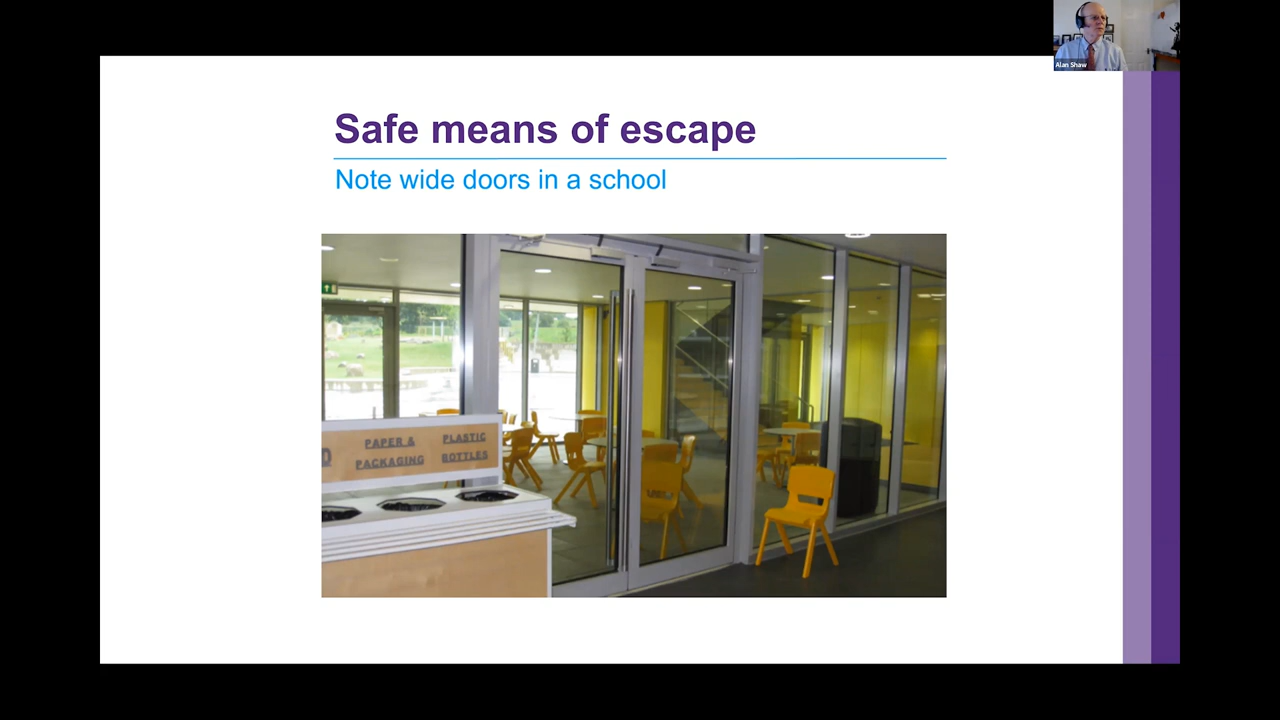 Alan Shaw
Safe means of escape
Note wide doors in a school
PAPER & PACKAGING
PLASTIC BOTTLES